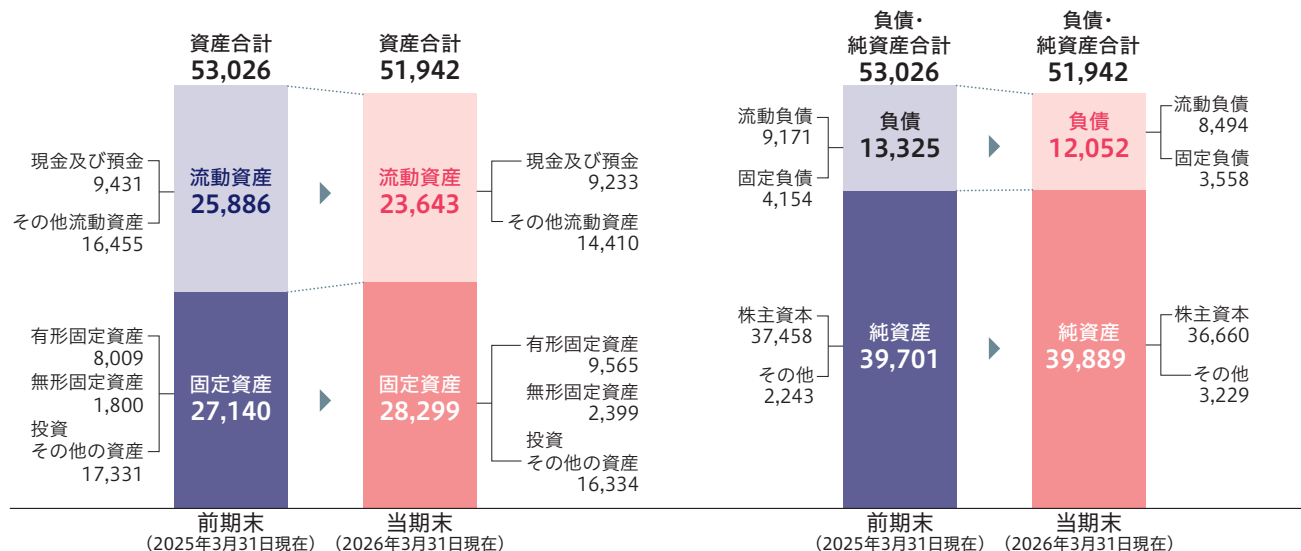 資産合計
53,026
資産合計
51,942
現金及び預金
9,431
その他流動資産
16,455
流動資産
25,886
流動資産
23,643
現金及び預金
9,233
その他流動資産
14,410
有形固定資産
8,009
無形固定資産
1,800
投資
その他の資産
17,331
固定資産
27,140
固定資産
28,299
有形固定資産
9,565
無形固定資産
2,399
投資
その他の資産
16,334
前期末
（2025年3月31日現在）
当期末
（2026年3月31日現在）
負債・
純資産合計
53,026
負債・
純資産合計
51,942
流動負債
9,171
固定負債
4,154
負債
13,325
負債
12,052
流動負債
8,494
固定負債
3,558
株主資本
37,458
その他
2,243
純資産
39,701
純資産
39,889
株主資本
36,660
その他
3,229
前期末
（2025年3月31日現在）
当期末
（2026年3月31日現在）